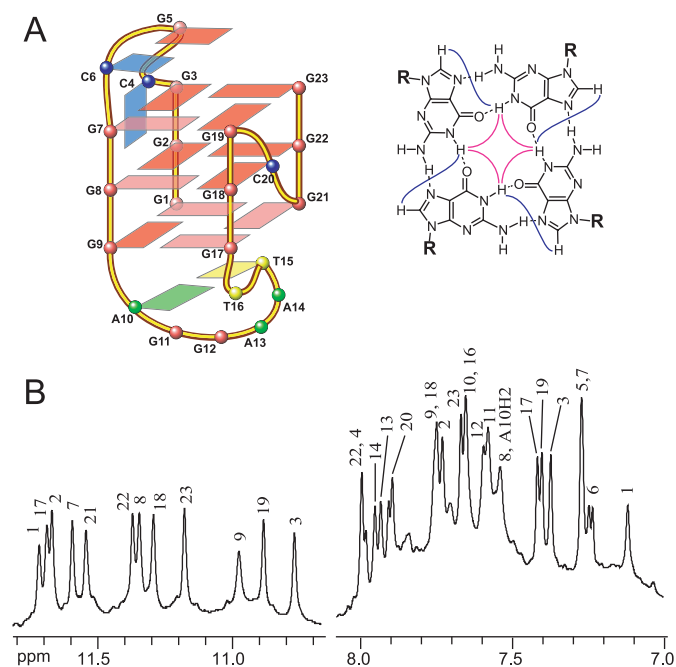 A
G5
C6
C4
G3
G23
G7
G19
G2
G22
C20
G8
G1
G18
G21
G9
G17
T15
T16
A10
A14
G11
G12
A13
H
N
H
N
N
R
R
N
N
H
N
N
H
N
H
O
N
H
O
N
N
N
H
H
H
N
H
H
N
N
H
H
H
O
H
N
O
N
N
H
N
N
H
N
N
H
N
N
N
R
N
H
H
H
R
B
1
17
2
7
21
22
8
18
23
9
19
3
22, 4
14
13
20
9, 18
2
23
10, 16
12
11
8, A10H2
17
19
3
5,7
6
1
ppm
11.5
11.0
8.0
7.5
7.0